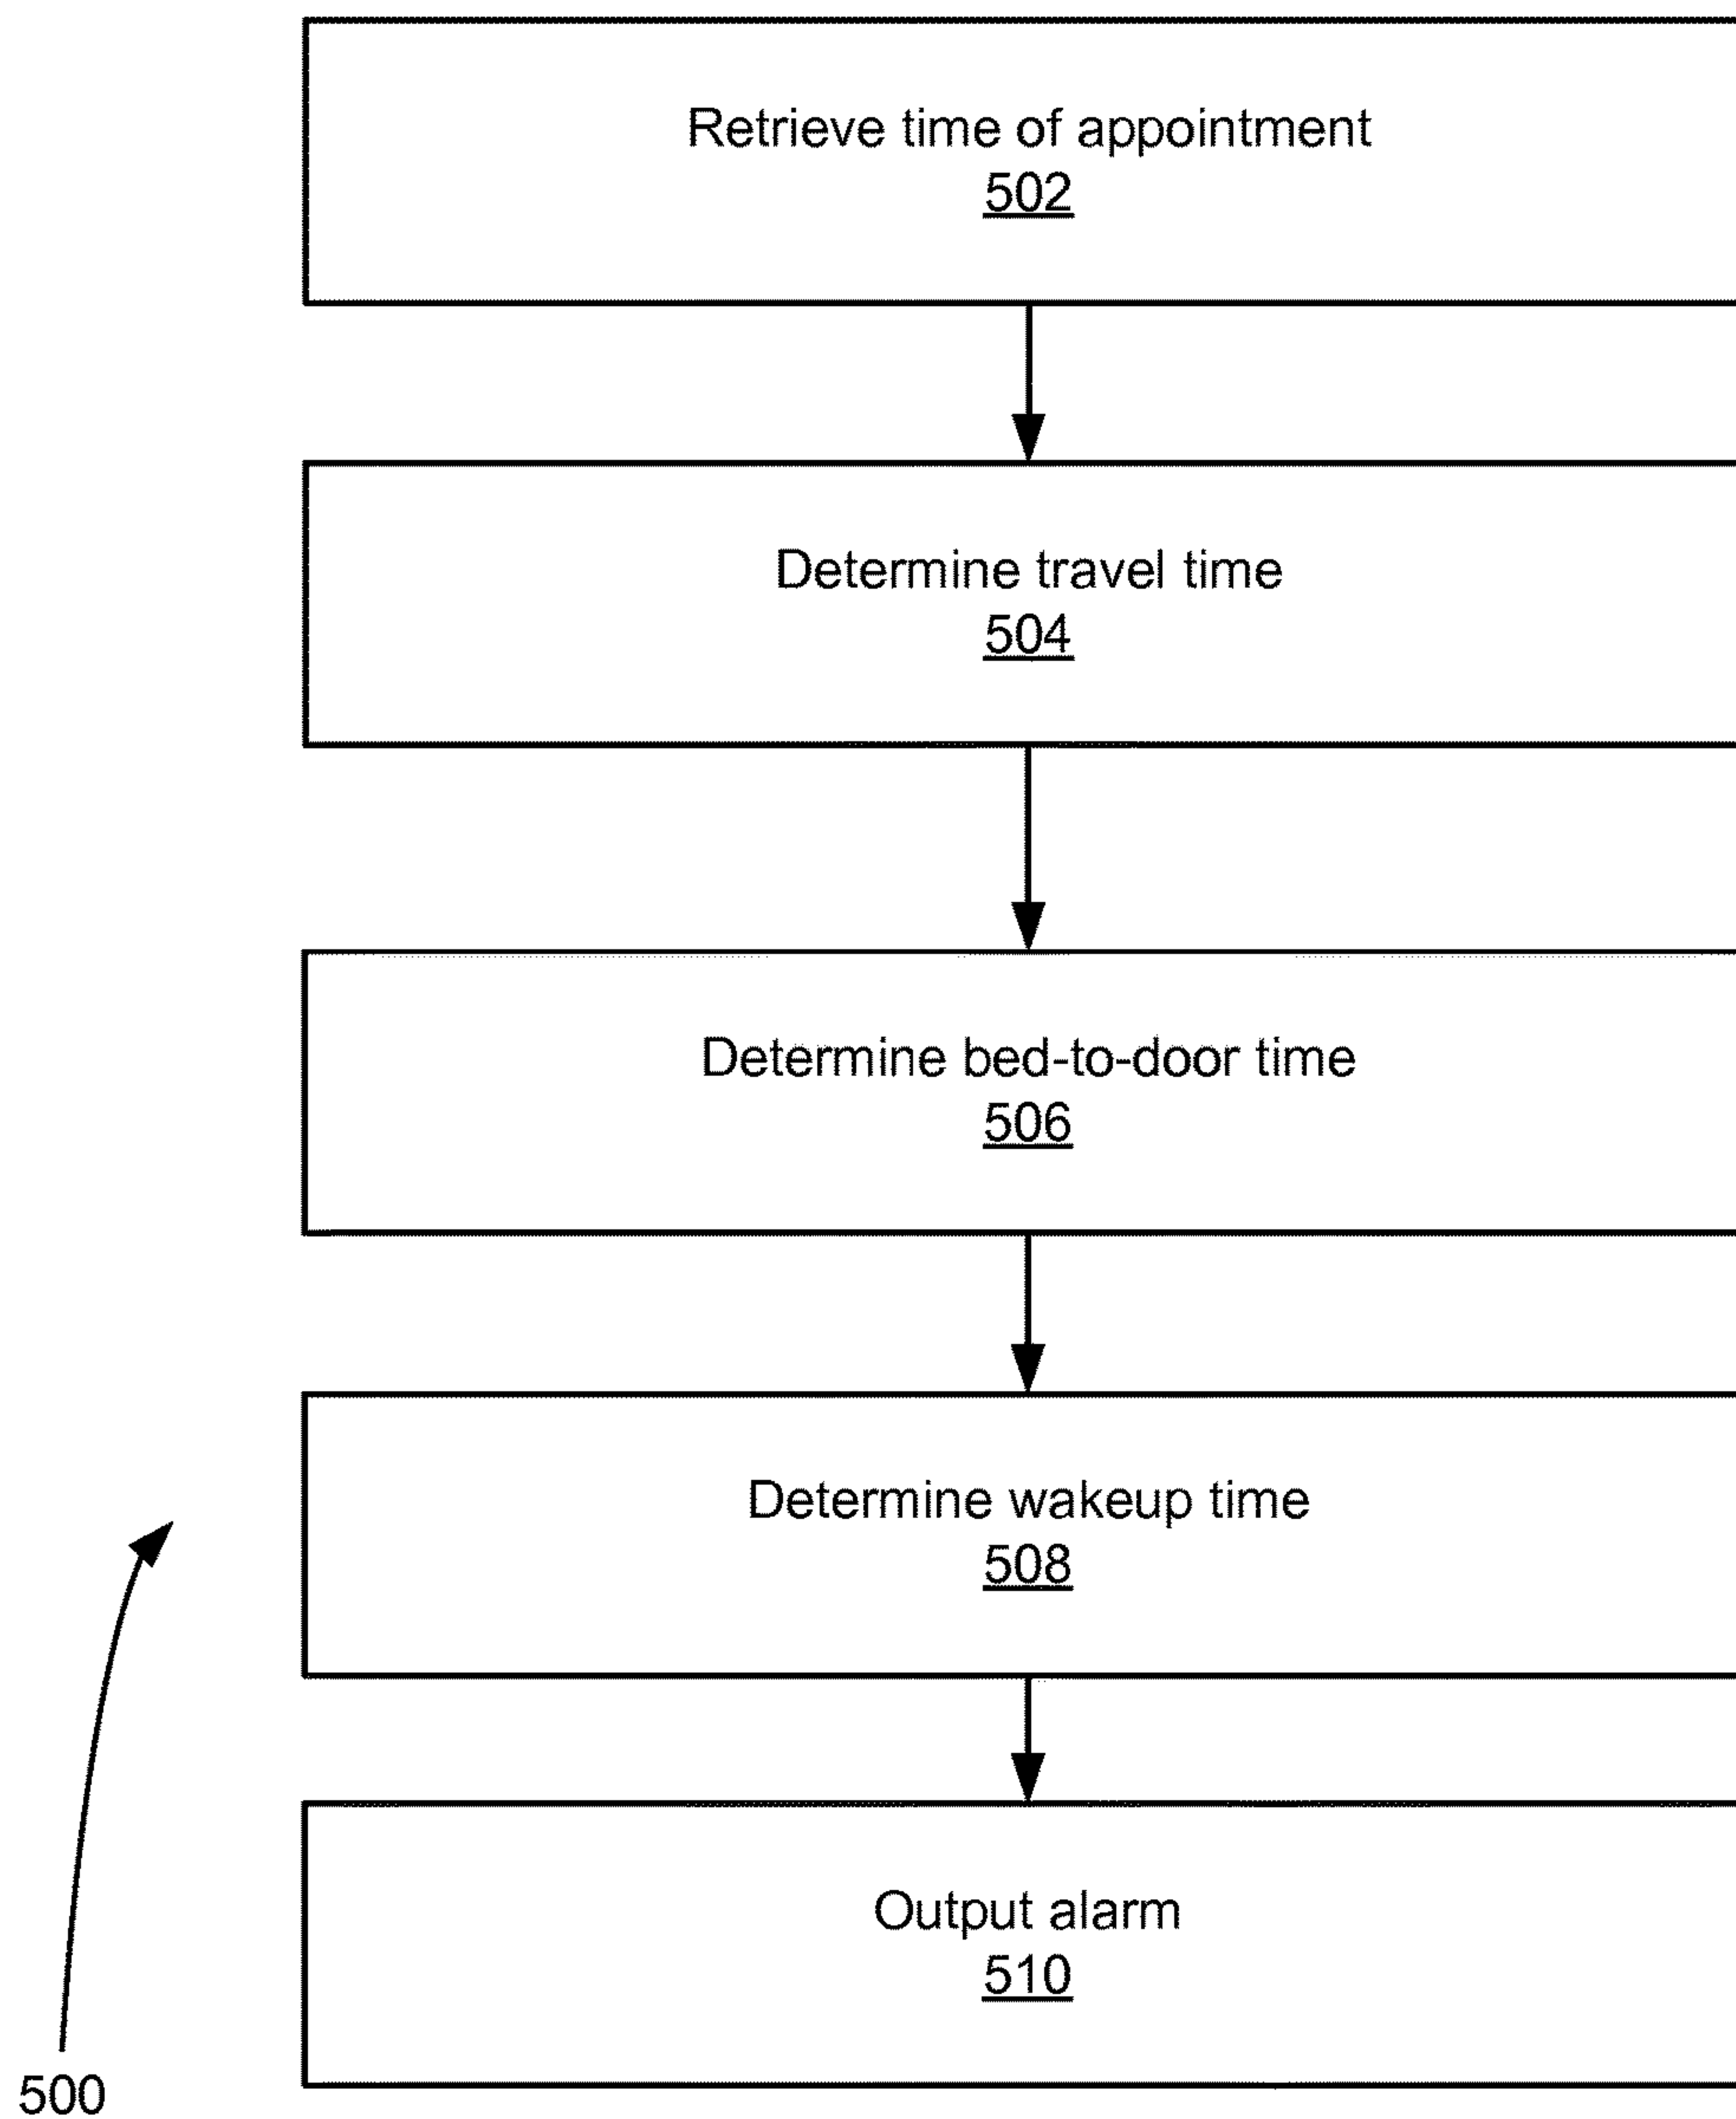 Retrieve time of appointment
502
Determine travel time
504
Determine bed-to-door time
506
Determine wakeup time
508
Output alarm
510
500